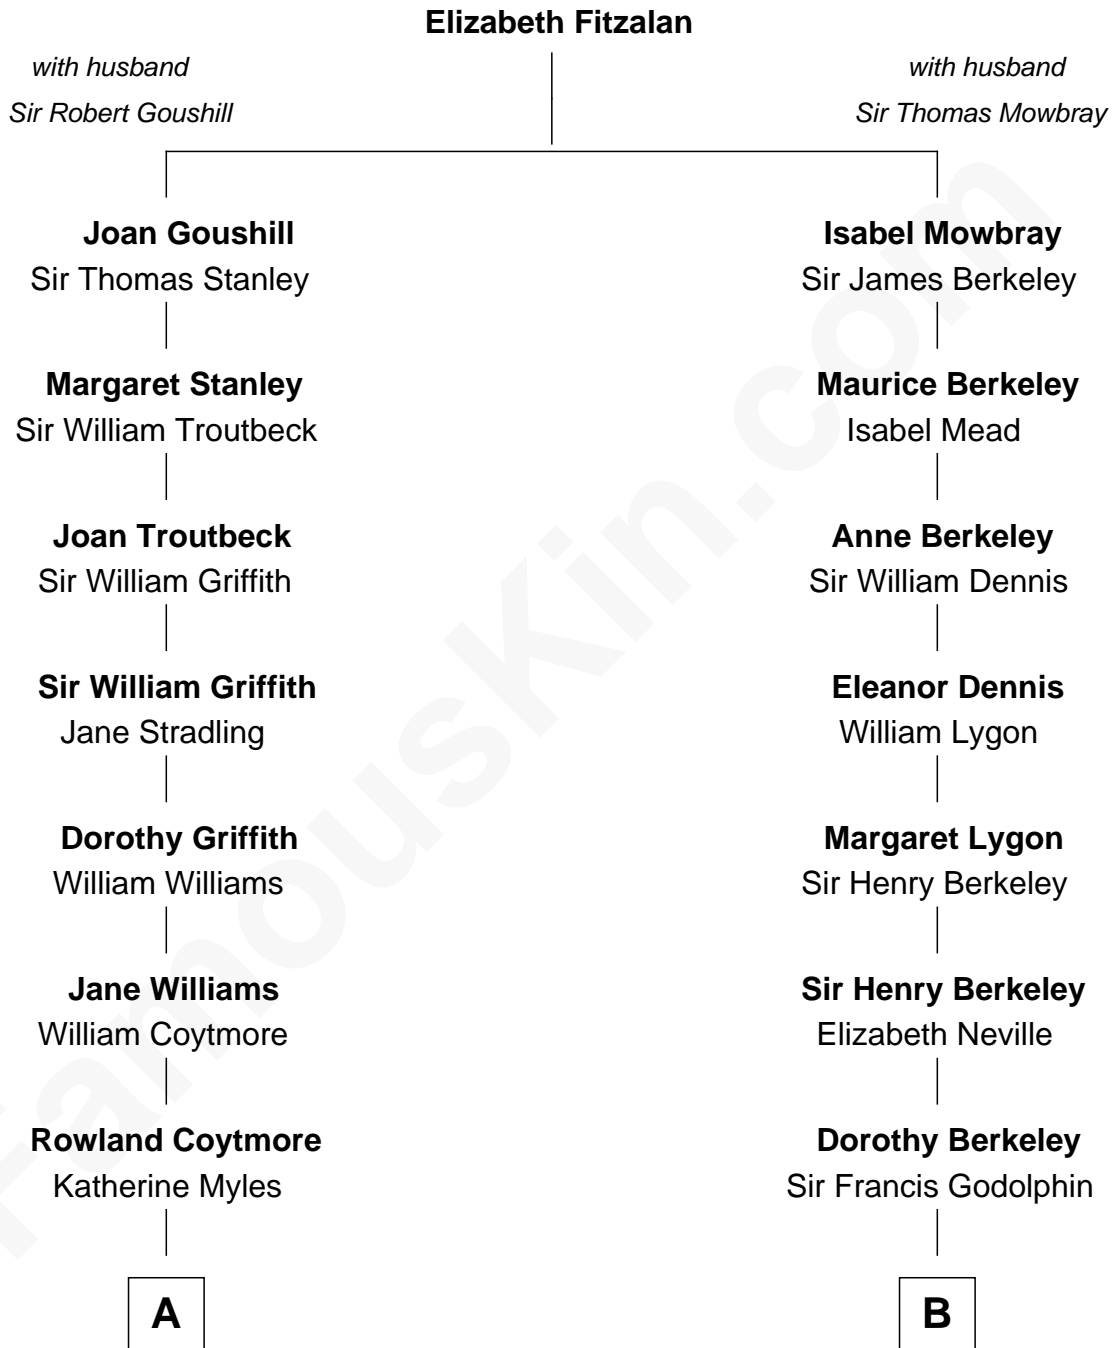 Elizabeth Fitzalan
with husband
Sir Robert Goushill
with husband
Sir Thomas Mowbray
Joan Goushill
Sir Thomas Stanley
Isabel Mowbray
Sir James Berkeley
Margaret Stanley
Sir William Troutbeck
Maurice Berkeley
Isabel Mead
Joan Troutbeck
Sir William Griffith
Anne Berkeley
Sir William Dennis
Sir William Griffith
Jane Stradling
Eleanor Dennis
William Lygon
Dorothy Griffith
William Williams
Margaret Lygon
Sir Henry Berkeley
Jane Williams
William Coytmore
Sir Henry Berkeley
Elizabeth Neville
Rowland Coytmore
Katherine Myles
Dorothy Berkeley
Sir Francis Godolphin
A
B
FamousKin.com